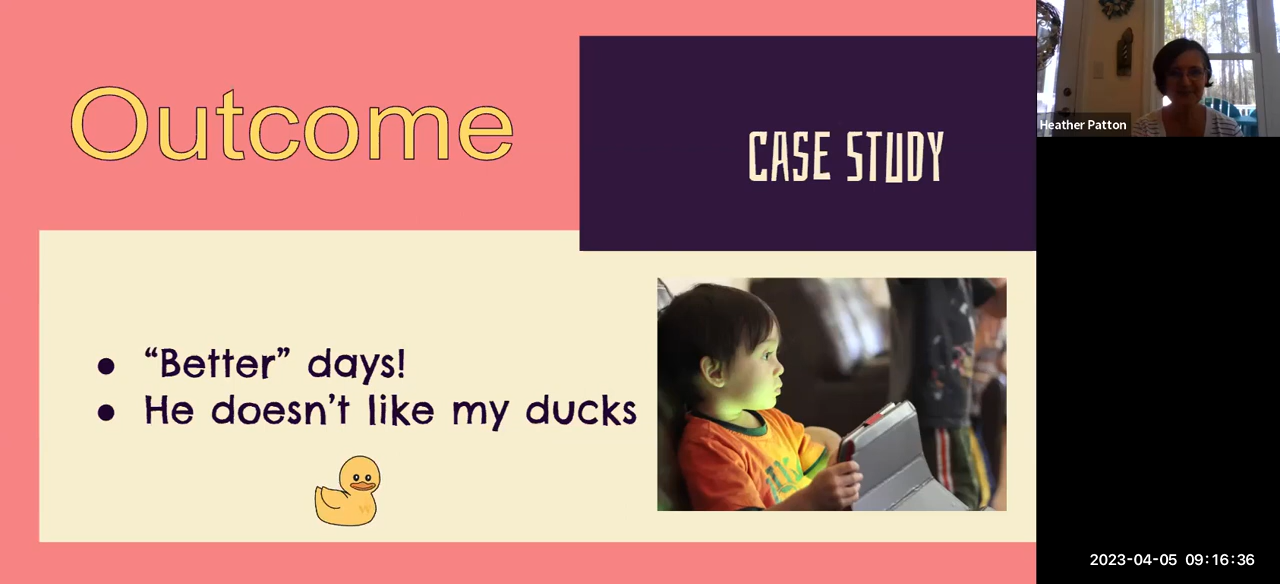 Outcome
CASE STUDY
Heather Patton
● “Better” days!
● He doesn’t like my ducks
2023-04-05 09:16:36